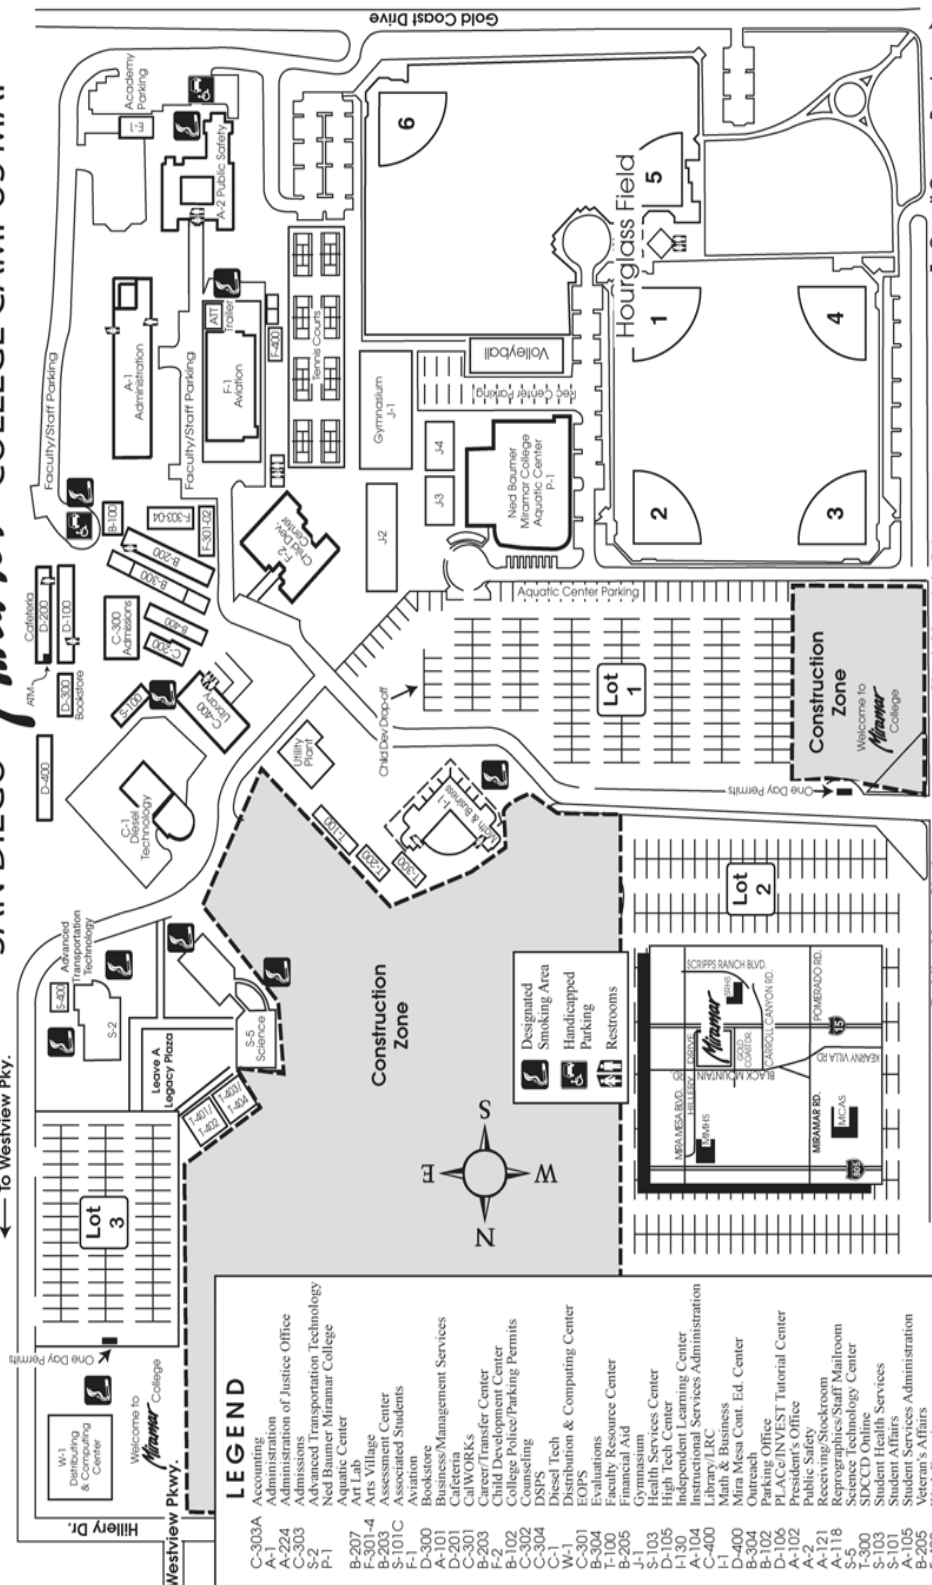 Gold Coast Drive
Academy
Parking
E-1
A-2 Public Safety
Faculty/Staff Parking
A-1
Administration
Faculty/Staff Parking
ATT
Trailer
F-1
Aviation
F-400
Tennis Courts
6
5
Hourglass Field
1
4
2
3
Volleyball
Rec Center Parking
Gymnasium
J-1
J-4
J-3
J-2
Ned Baumer
Miramar College
Aquatic Center
P-1
Aquatic Center Parking
B-100
F-303-04
F-301-02
B-200
B-300
B-400
C-200
C-300
Admissions
F-2
Child Dev.
Center
Cafeteria
D-200
D-100
ATM
D-300
Bookstore
D-400
S-100
C-400
Library
C-1
Diesel
Technology
Utility
Plant
Child Dev Drop-off
Lot
1
Construction
Zone
Welcome to
Miramar
College
One Day Permits
I-1
Math & Business
T-100
T-200
T-300
Lot
2
Construction
Zone
Advanced
Transportation
Technology
S-400
S-2
S-5
Science
Leave A
Legacy Plaza
T-401/
T-402
T-403/
T-404
To Westview Pky.
Lot
3
One Day Permits
W-1
Distributing
& Computing
Center
Welcome to
Miramar
College
Hillery Dr.
Westview Pkwy.
Designated
Smoking Area
Handicapped
Parking
Restrooms
N
E
S
W
SCRIPPS RANCH BLVD.
SRHS
Miramar
GOLD
COAST DR.
CARROLL CANYON RD.
POMERADO RD.
15
MIRA MESA BLVD.
HILLERY
DRIVE
BLACK MOUNTAIN
RD
KEARNY VILLA RD
MMHS
MIRAMAR RD.
MCAS
805
LEGEND
C-303A Accounting
A-1 Administration
A-224 Administration of Justice Office
C-303 Admissions
S-2 Advanced Transportation Technology
P-1 Ned Baumer Miramar College
Aquatic Center
B-207 Art Lab
F-301-4 Arts Village
B-203 Assessment Center
S-101C Associated Students
F-1 Aviation
D-300 Bookstore
A-101 Business/Management Services
D-201 Cafeteria
C-301 CalWORKs
B-203 Career/Transfer Center
F-2 Child Development Center
B-102 College Police/Parking Permits
C-302 Counseling
C-304 DSPS
C-1 Diesel Tech
W-1 Distribution & Computing Center
C-301 EOPS
B-304 Evaluations
T-100 Faculty Resource Center
B-205 Financial Aid
J-1 Gymnasium
S-103 Health Services Center
D-105 High Tech Center
I-130 Independent Learning Center
A-104 Instructional Services Administration
C-400 Library/LRC
I-1 Math & Business
D-400 Mira Mesa Cont. Ed. Center
B-304 Outreach
B-102 Parking Office
D-106 PLACe/INVEST Tutorial Center
A-102 President's Office
A-2 Public Safety
A-121 Receiving/Stockroom
A-118 Reprographics/Staff Mailroom
S-5 Science Technology Center
T-300 SDCCD Online
S-103 Student Health Services
S-101 Student Affairs
A-105 Student Services Administration
B-205 Veteran's Affairs